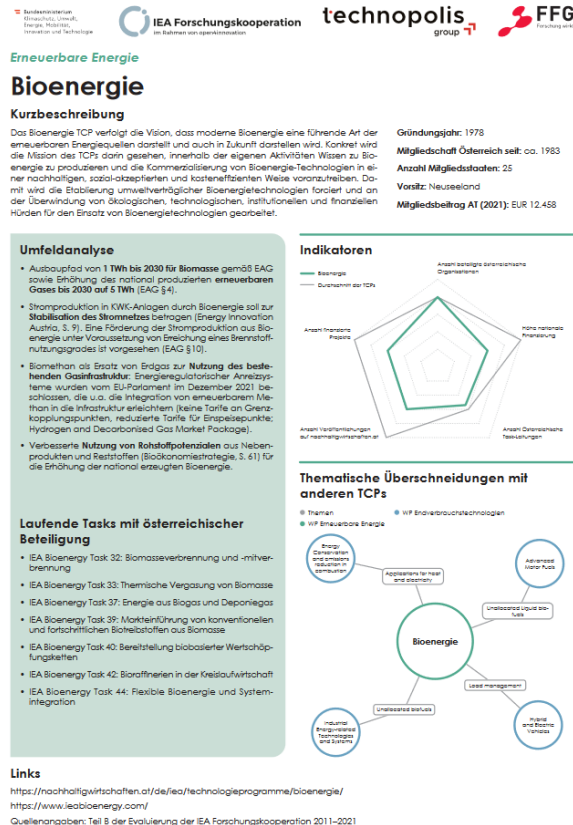 Bundesministerium
Klimaschutz, Umwelt,
Energie, Mobilität,
Innovation und Technologie
IEA Forschungskooperation
im Rahmen von open4innovation
technopolis
group
FFG
Forschung wirkt
Erneuerbare Energie
Bioenergie
Kurzbeschreibung
Das Bioenergie TCP verfolgt die Vision, dass moderne Bioenergie eine führende Art der
erneuerbaren Energiequellen darstellt und auch in Zukunft darstellen wird. Konkret wird
die Mission des TCPs darin gesehen, innerhalb der eigenen Aktivitäten Wissen zu Bio-
energie zu produzieren und die Kommerzialisierung von Bioenergie-Technologien in ei-
ner nachhaltigen, sozial-akzeptierten und kosteneffizienten Weise voranzutreiben. Da-
mit wird die Etablierung umweltverträglicher Bioenergietechnologien forciert und an
der Überwindung von ökologischen, technologischen, institutionellen und finanziellen
Hürden für den Einsatz von Bioenergietechnologien gearbeitet.
Gründungsjahr: 1978
Mitgliedschaft Österreich seit: ca. 1983
Anzahl Mitgliedsstaaten: 25
Vorsitz: Neuseeland
Mitgliedsbeitrag AT (2021): EUR 12.458
Umfeldanalyse
• Ausbaupfad von 1 TWh bis 2030 für Biomasse gemäß EAG
sowie Erhöhung des national produzierten erneuerbaren
Gases bis 2030 auf 5 TWh (EAG §4).
• Stromproduktion in KWK-Anlagen durch Bioenergie soll zur
Stabilisation des Stromnetzes beitragen (Energy Innovation
Austria, S. 9). Eine Förderung der Stromproduktion aus Bio-
energie unter Voraussetzung von Erreichung eines Brennstoff-
nutzungsgrades ist vorgesehen (EAG §10).
• Biomethan als Ersatz von Erdgas zur Nutzung des beste-
henden Gasinfrastruktur: Energieregulatorischer Anreizsys-
teme wurden vom EU-Parlament im Dezember 2021 be-
schlossen, die u.a. die Integration von erneuerbarem Me-
than in die Infrastruktur erleichtern (keine Tarife an Grenz-
kopplungspunkten, reduzierte Tarife für Einspeisepunkte;
Hydrogen and Decarbonised Gas Market Package).
• Verbesserte Nutzung von Rohstoffpotenzialen aus Neben-
produkten und Reststoffen (Bioökonomiestrategie, S. 61) für
die Erhöhung der national erzeugten Bioenergie.
Laufende Tasks mit österreichischer
Beteiligung
• IEA Bioenergy Task 32: Biomasseverbrennung und -mitver-
brennung
• IEA Bioenergy Task 33: Thermische Vergasung von Biomasse
• IEA Bioenergy Task 37: Energie aus Biogas und Deponiegas
• IEA Bioenergy Task 39: Markteinführung von konventionellen
und fortschrittlichen Biotreibstoffen aus Biomasse
• IEA Bioenergy Task 40: Bereitstellung biobasierter Wertschöp-
fungsketten
• IEA Bioenergy Task 42: Bioraffinerien in der Kreislaufwirtschaft
• IEA Bioenergy Task 44: Flexible Bioenergie und System-
integration
Indikatoren
Bioenergie
Durchschnitt der TCPs
Anzahl beteiligte österreichische
Organisationen
Höhe nationale
Finanzierung
Anzahl Österreichische
Task-Leitungen
Anzahl Veröffentlichungen
auf nachhaltigwirtschaften.at
Anzahl finanzierte
Projekte
Thematische Überschneidungen mit
anderen TCPs
Themen
WP Endverbrauchstechnologien
WP Erneuerbare Energie
Energy
Conservation
and emissions
reduction in
combustion
Applications for heat
and electricity
Advanced
Motor Fuels
Unallocated Liquid bio-
fuels
Bioenergie
Load management
Unallocated biofuels
Industrial
Energy-related
Technologies
and Systems
Hybrid
and Electric
Vehicles
Links
https://nachhaltigwirtschaften.at/de/iea/technologieprogramme/bioenergie/
https://www.ieabioenergy.com/
Quellenangaben: Teil B der Evaluierung der IEA Forschungskooperation 2011–2021